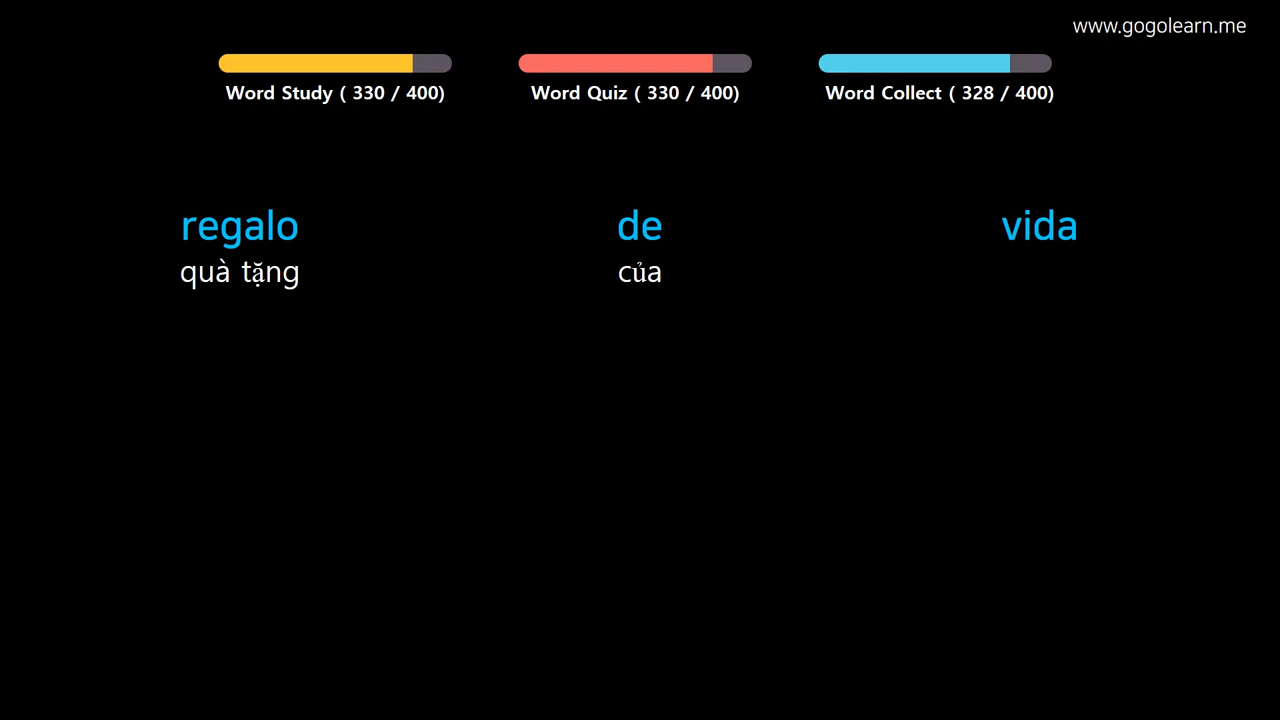 www.gogolearn.me
Word Study ( 330 / 400)
Word Quiz ( 330 / 400)
Word Collect ( 328 / 400)
regalo de vida
quà tặng của